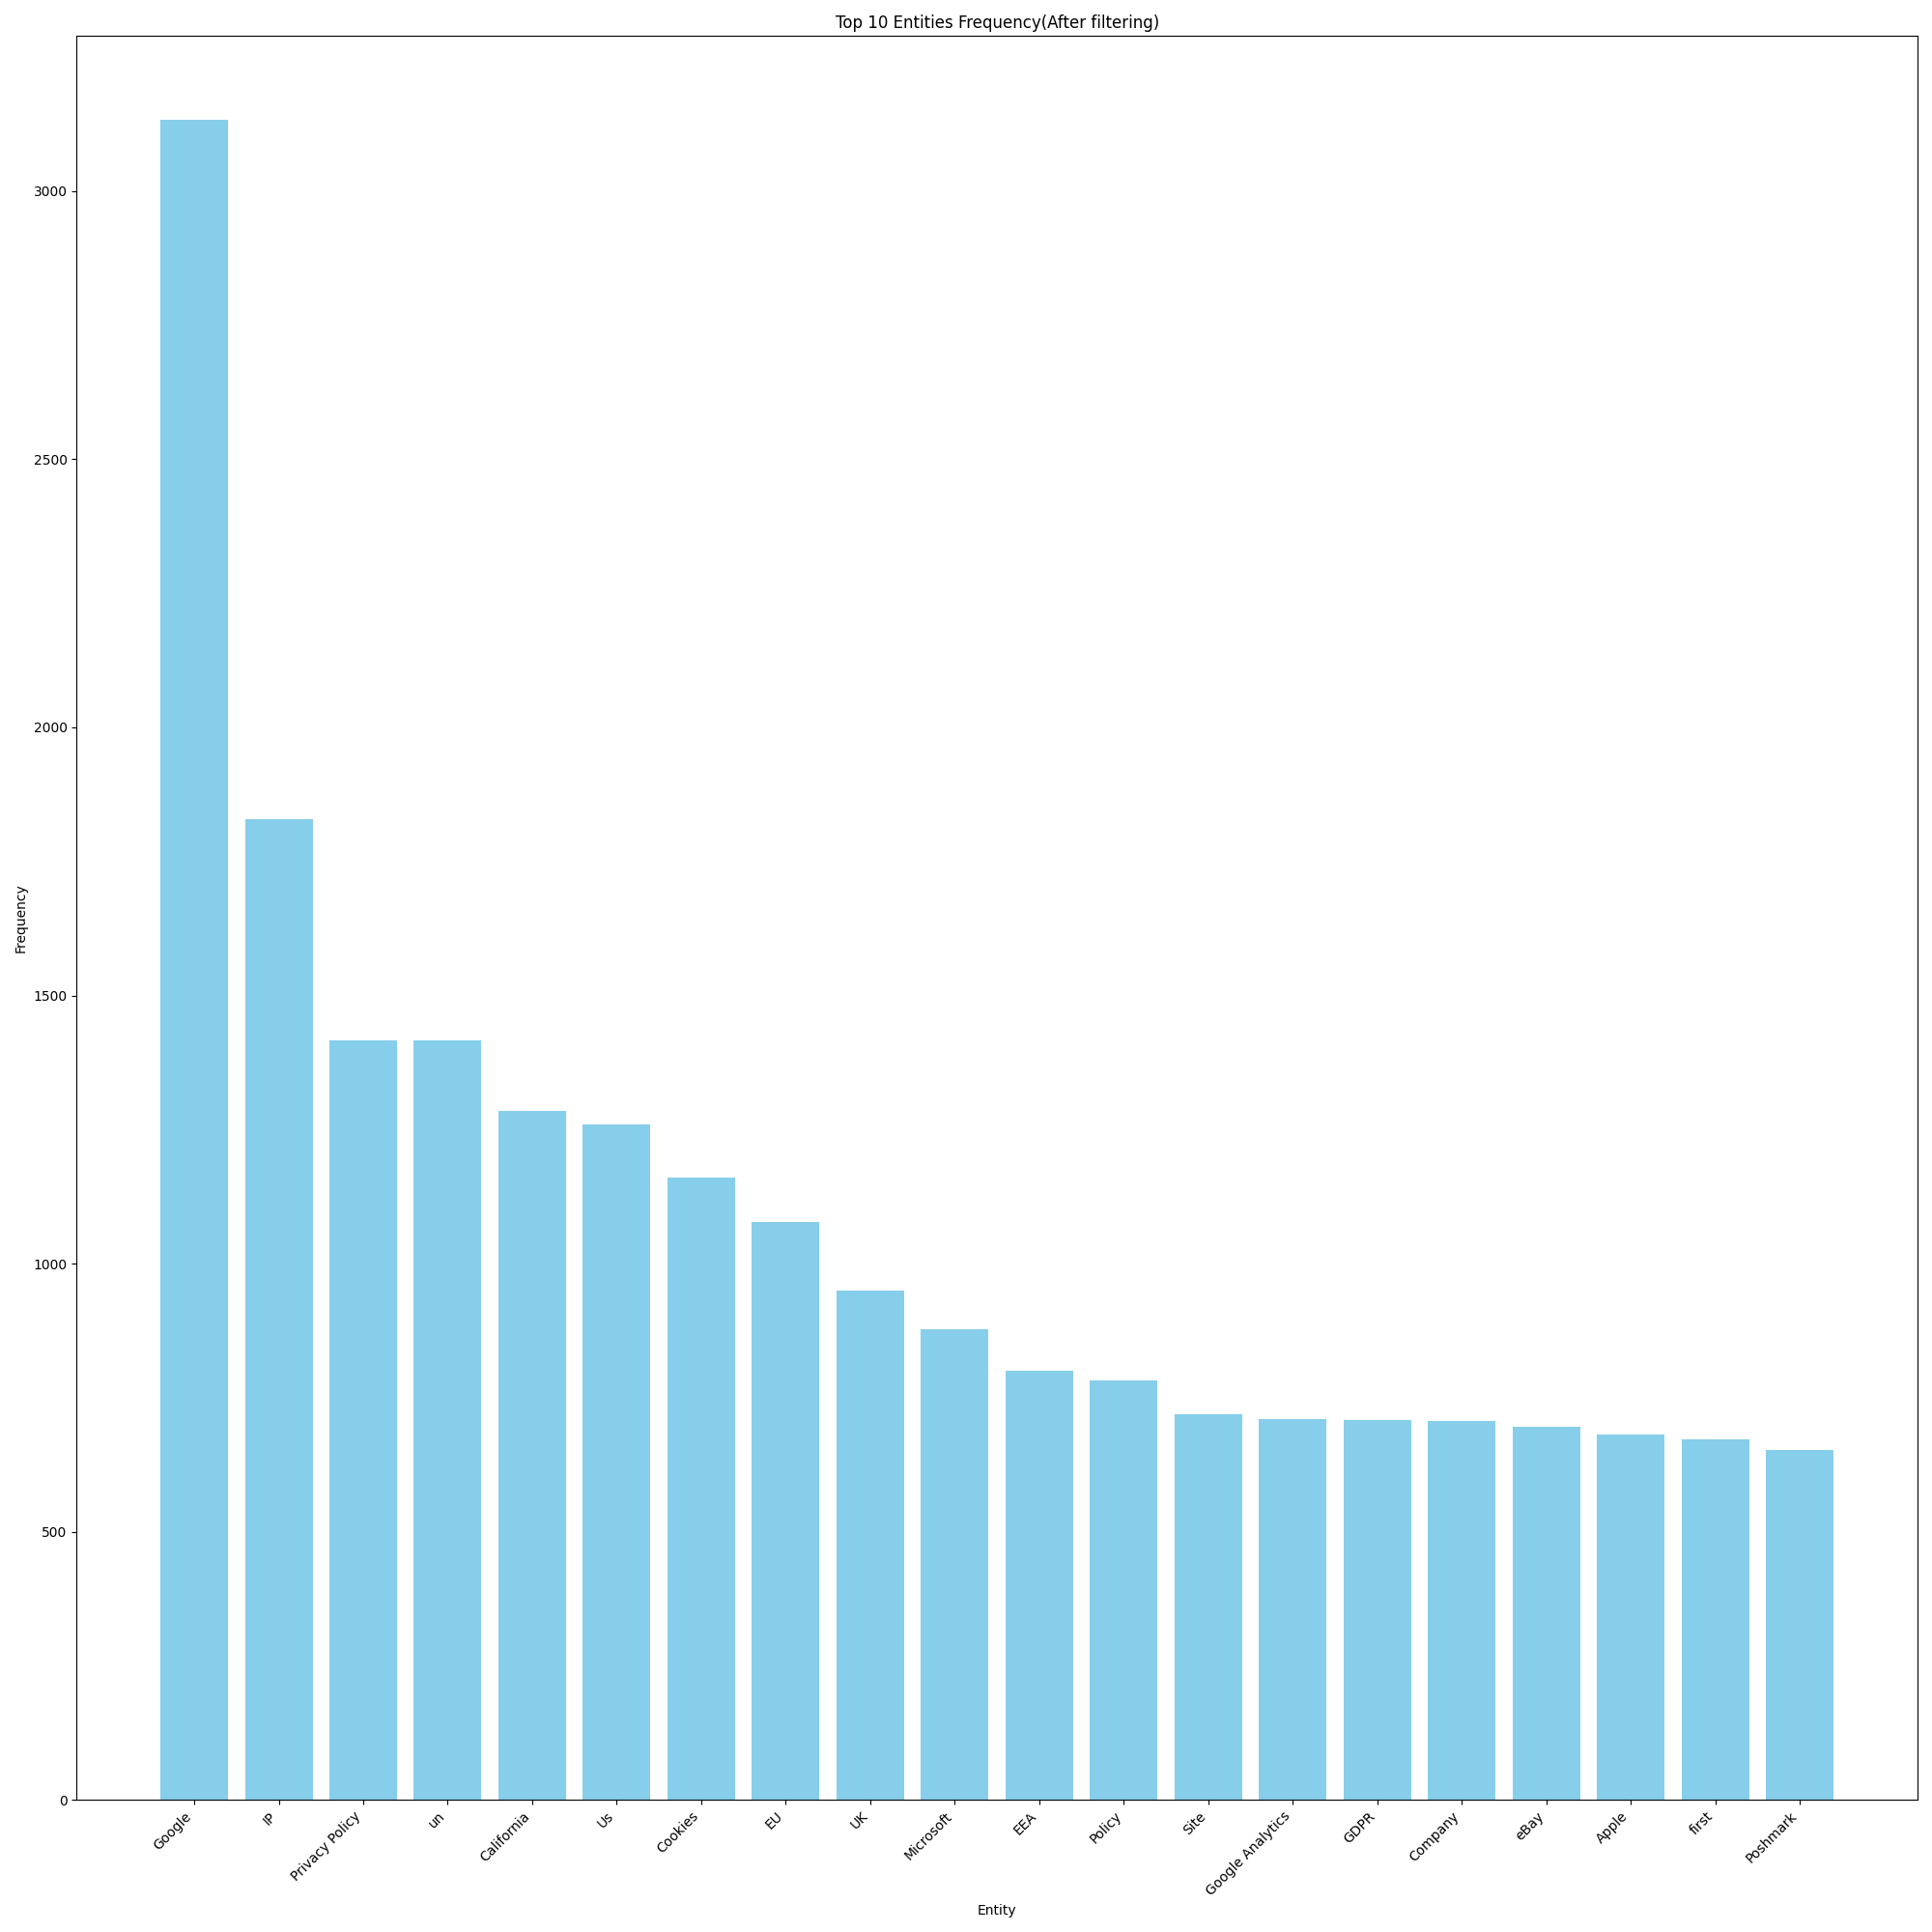 Top 10 Entities Frequency(After filtering)
Frequency
3000
2500
2000
1500
1000
500
0
Google
IP
Privacy Policy
un
California
Us
Cookies
EU
UK
Microsoft
EEA
Policy
Site
Google Analytics
GDPR
Company
eBay
Apple
first
Poshmark
Entity